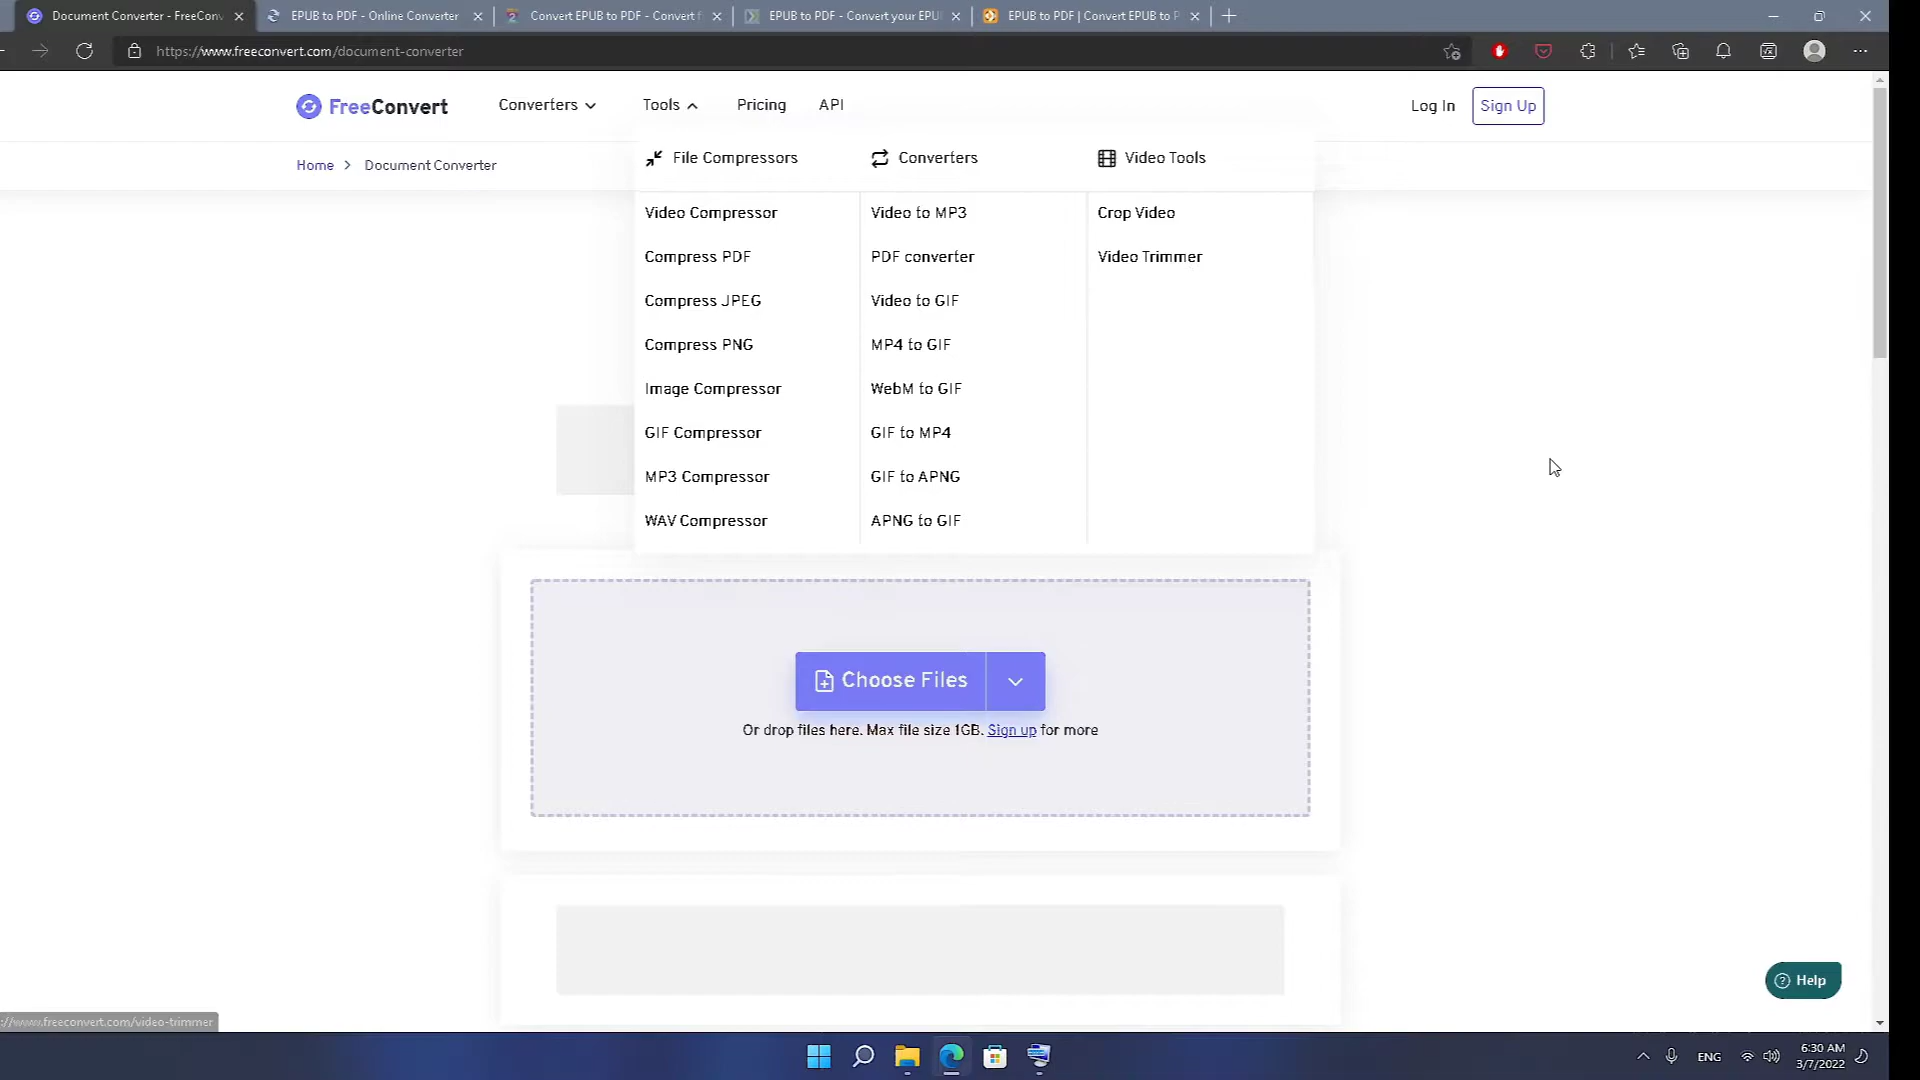 Document Converter - FreeConv
EPUB to PDF - Online Converter
Convert EPUB to PDF - Convert f
EPUB to PDF - Convert your EPU
EPUB to PDF | Convert EPUB to P
https://www.freeconvert.com/document-converter
FreeConvert
Converters
Tools
Pricing
API
Log In
Sign Up
Home
Document Converter
File Compressors
Converters
Video Tools
Video Compressor
Video to MP3
Crop Video
Compress PDF
PDF converter
Video Trimmer
Compress JPEG
Video to GIF
Compress PNG
MP4 to GIF
Image Compressor
WebM to GIF
GIF Compressor
GIF to MP4
MP3 Compressor
GIF to APNG
WAV Compressor
APNG to GIF
Choose Files
Or drop files here. Max file size 1GB. Sign up for more
Help
://www.freeconvert.com/video-trimmer
ENG
6:30 AM
3/7/2022